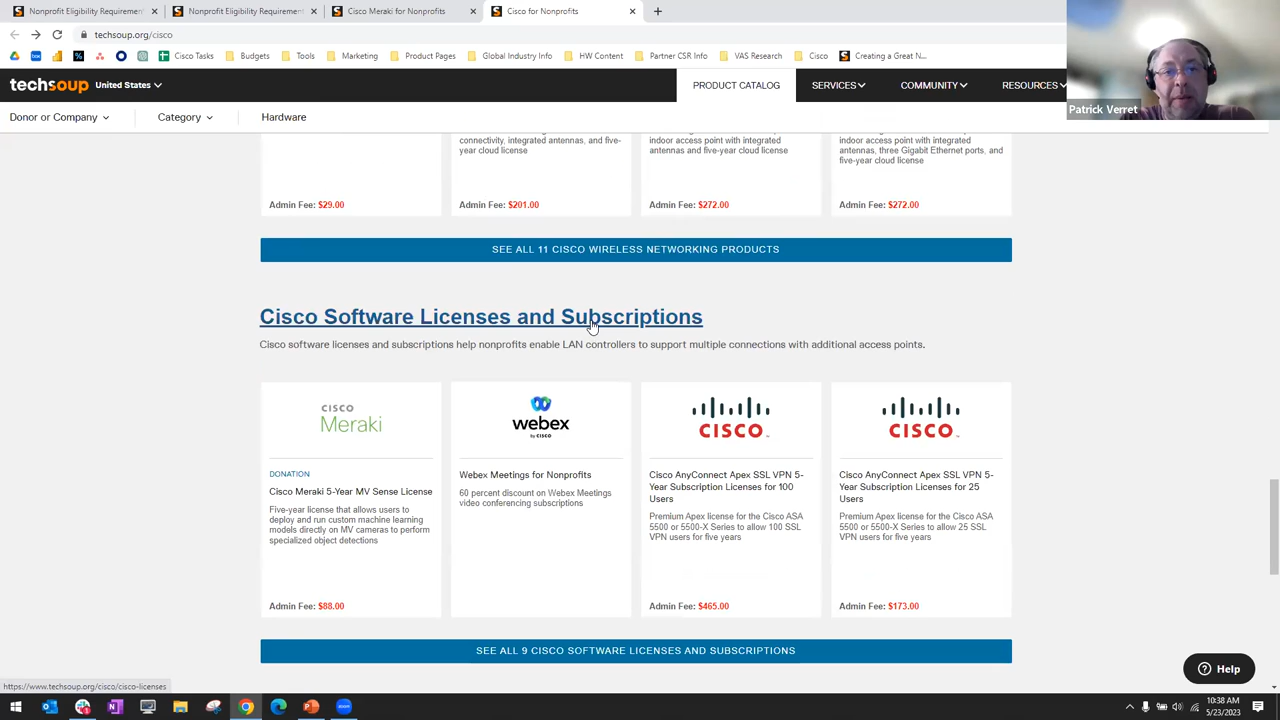 Nonprofit Eligibility Requirement
Nonprofit Eligibility Requirement
Cisco Meraki for Nonprofits
Cisco for Nonprofits
techsoup.org/cisco
Cisco Tasks
Budgets
Tools
Marketing
Product Pages
Global Industry Info
HW Content
Partner CSR Info
VAS Research
Cisco
Creating a Great N...
techsoup
United States
PRODUCT CATALOG
SERVICES
COMMUNITY
RESOURCES
Patrick Verret
Donor or Company
Category
Hardware
connectivity, integrated antennas, and five-
year cloud license
indoor access point with integrated
antennas and five-year cloud license
indoor access point with integrated
antennas, three Gigabit Ethernet ports, and
five-year cloud license
Admin Fee: $29.00
Admin Fee: $201.00
Admin Fee: $272.00
Admin Fee: $272.00
SEE ALL 11 CISCO WIRELESS NETWORKING PRODUCTS
Cisco Software Licenses and Subscriptions
Cisco software licenses and subscriptions help nonprofits enable LAN controllers to support multiple connections with additional access points.
CISCO
Meraki
DONATION
Cisco Meraki 5-Year MV Sense License
Five-year license that allows users to
deploy and run custom machine learning
models directly on MV cameras to perform
specialized object detections
Admin Fee: $88.00
webex
by CISCO
Webex Meetings for Nonprofits
60 percent discount on Webex Meetings
video conferencing subscriptions
CISCO
Cisco AnyConnect Apex SSL VPN 5-
Year Subscription Licenses for 100
Users
Premium Apex license for the Cisco ASA
5500 or 5500-X Series to allow 100 SSL
VPN users for five years
Admin Fee: $465.00
CISCO
Cisco AnyConnect Apex SSL VPN 5-
Year Subscription Licenses for 25
Users
Premium Apex license for the Cisco ASA
5500 or 5500-X Series to allow 25 SSL
VPN users for five years
Admin Fee: $173.00
SEE ALL 9 CISCO SOFTWARE LICENSES AND SUBSCRIPTIONS
Help
https://www.techsoup.org/cisco/cisco-licenses
10:38 AM
5/23/2023